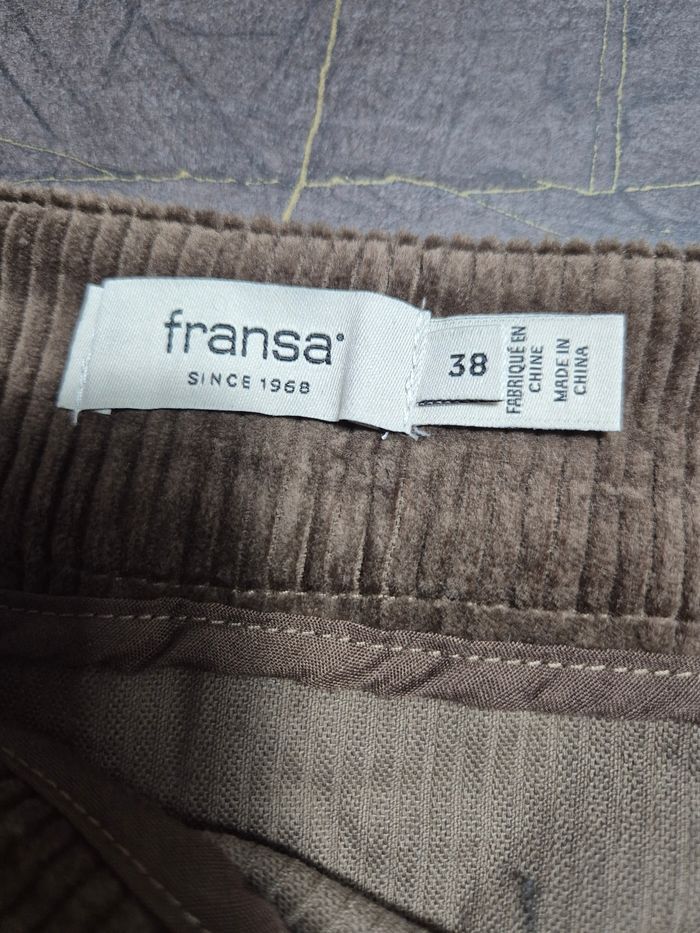 fransa®
SINCE 1968
38
FABRIQUÉ EN
CHINE
MADE IN
CHINA